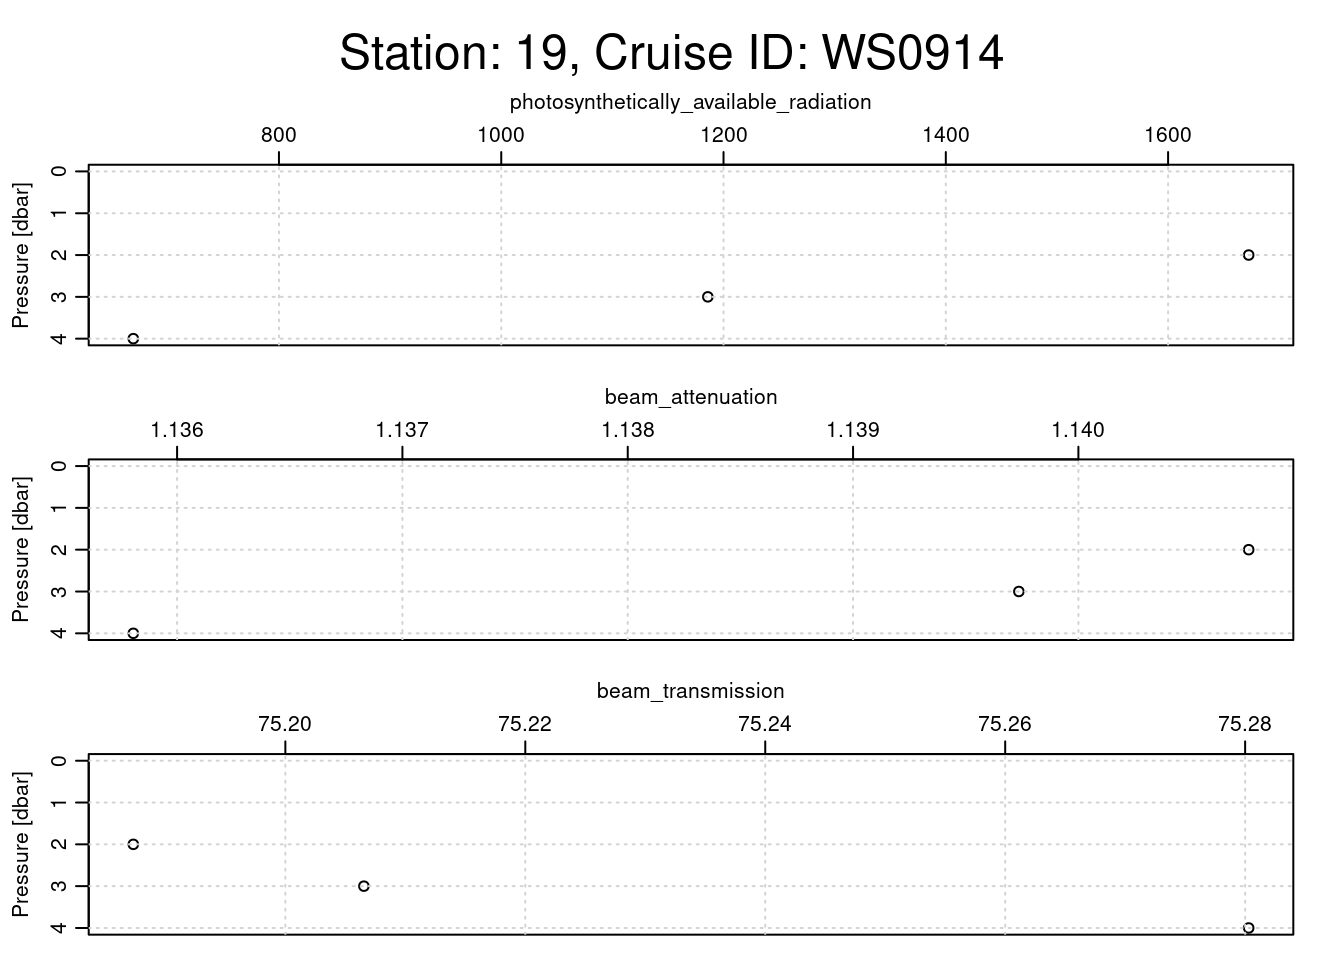 Station: 19, Cruise ID: WS0914
photosynthetically_available_radiation
800 1000 1200 1400 1600
Pressure [dbar]
0
1
2
3
4
beam_attenuation
1.136 1.137 1.138 1.139 1.140
Pressure [dbar]
0
1
2
3
4
beam_transmission
75.20 75.22 75.24 75.26 75.28
Pressure [dbar]
0
1
2
3
4